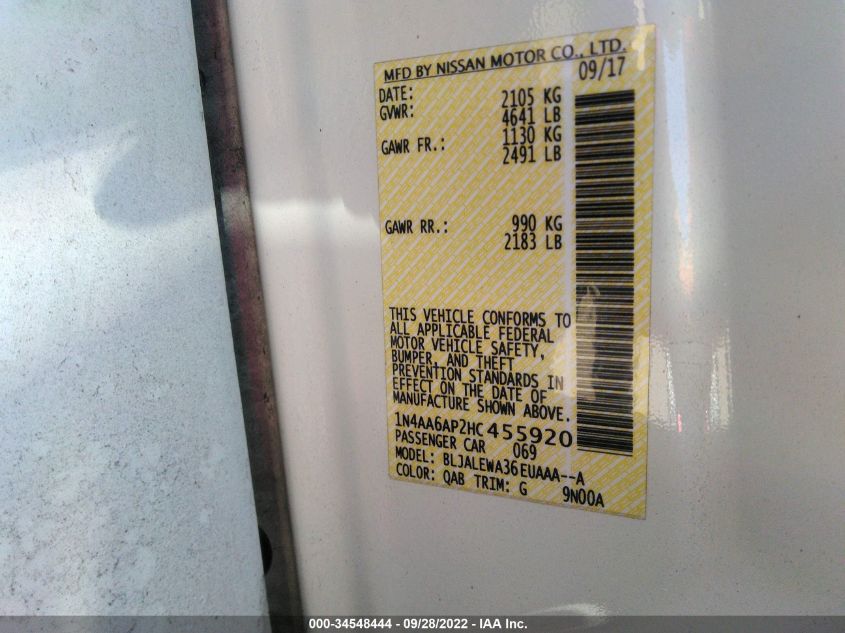 MFD BY NISSAN MOTOR CO., LTD.
DATE: 09/17
GVWR: 2105 KG
4641 LB
GAWR FR.: 1130 KG
2491 LB
GAWR RR.: 990 KG
2183 LB
THIS VEHICLE CONFORMS TO
ALL APPLICABLE FEDERAL
MOTOR VEHICLE SAFETY,
BUMPER, AND THEFT
PREVENTION STANDARDS IN
EFFECT ON THE DATE OF
MANUFACTURE SHOWN ABOVE.
1N4AA6AP2HC455920
PASSENGER CAR 069
MODEL: BLJALEWA36EUAAA--A
COLOR: QAB TRIM: G 9N00A
000-34548444 - 09/28/2022 - IAA Inc.